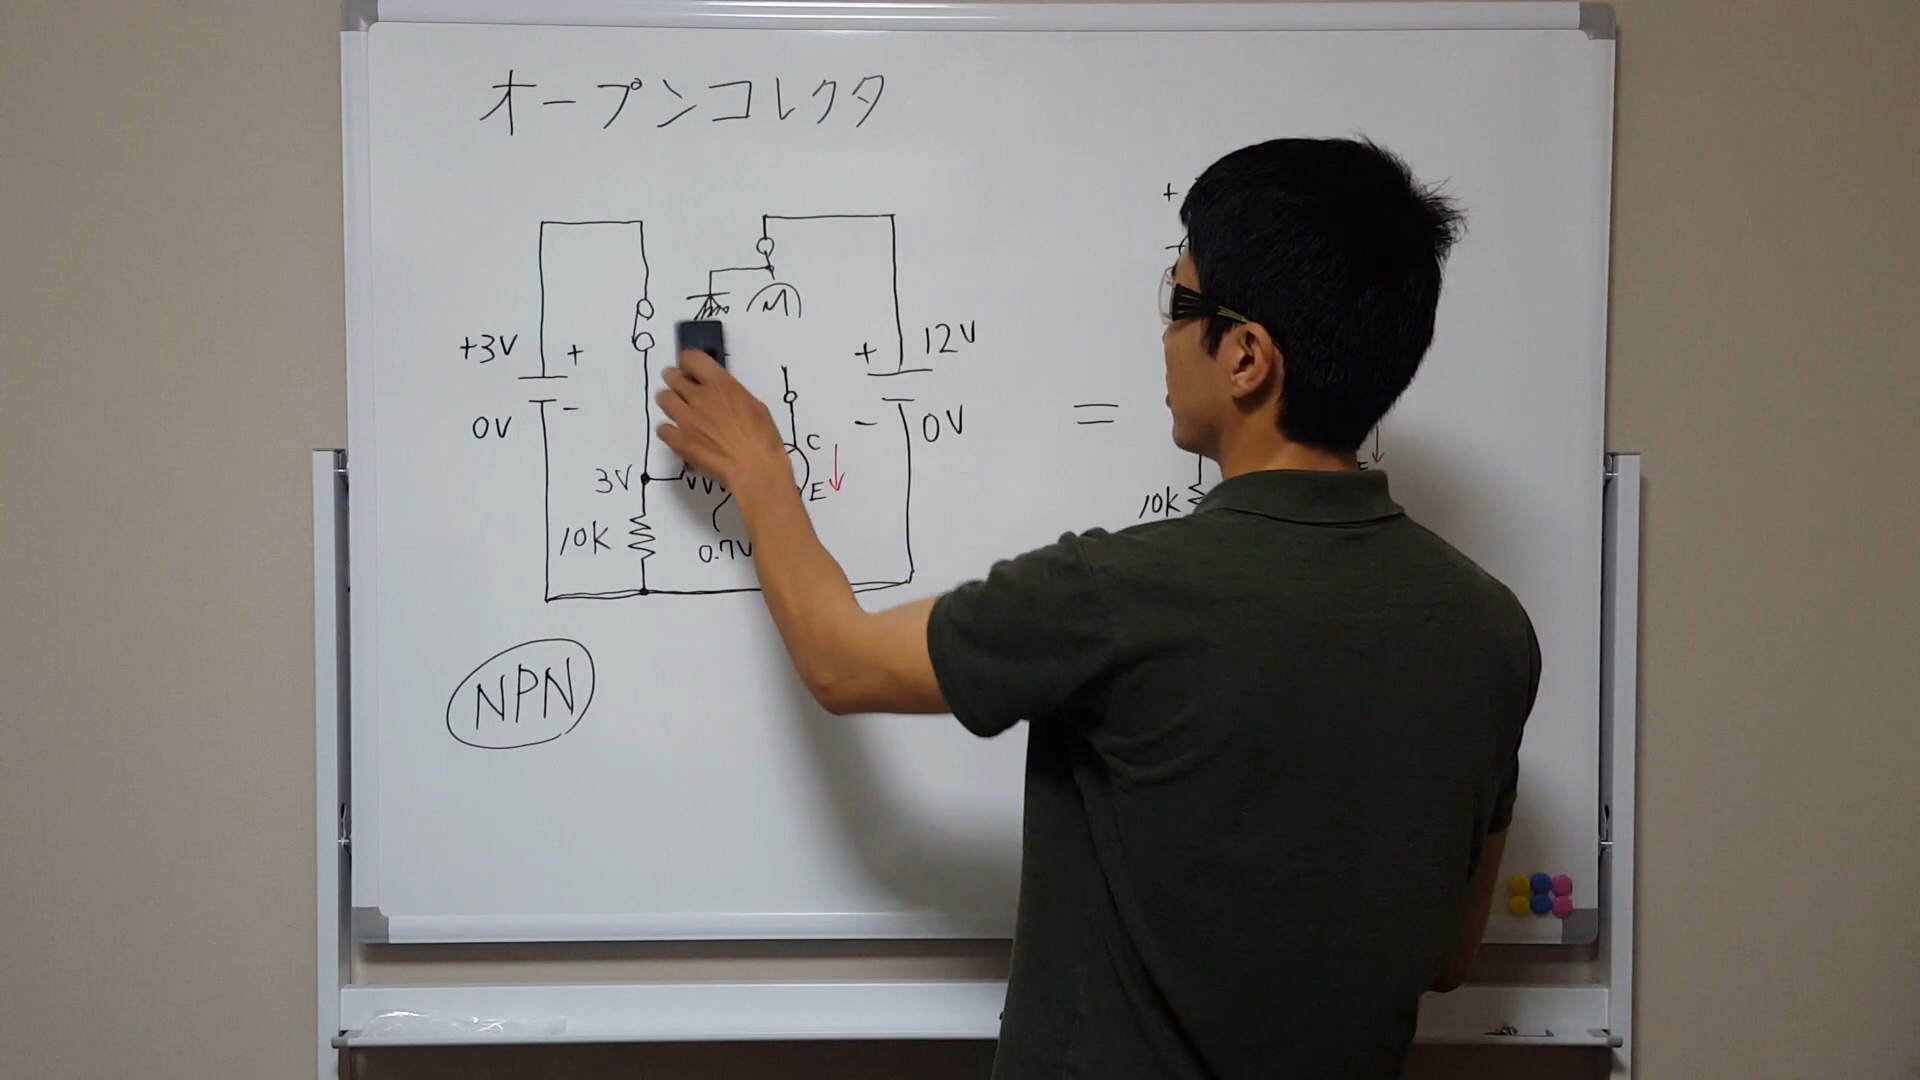 オープンコレクタ
+
M
+3V + + 12V
0V - - 0V
=
C
3V E
10K
10K
0.7V
NPN